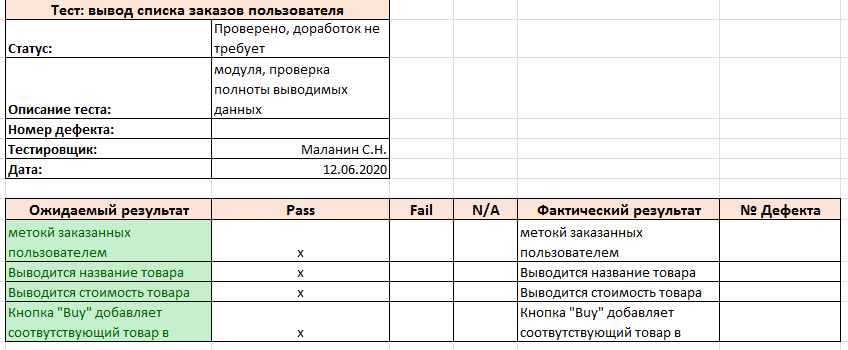 Тест: вывод списка заказов пользователя
Статус: Проверено, доработок не
требует
модуля, проверка
полноты выводимых
Описание теста: данных
Номер дефекта:
Тестировщик: Маланин С.Н.
Дата: 12.06.2020
Ожидаемый результат Pass Fail N/A Фактический результат № Дефекта
метокй заказанных метокй заказанных
пользователем x пользователем
Выводится название товара x Выводится название товара
Выводится стоимость товара x Выводится стоимость товара
Кнопка "Buy" добавляет Кнопка "Buy" добавляет
соотвутствующий товар в x соотвутствующий товар в